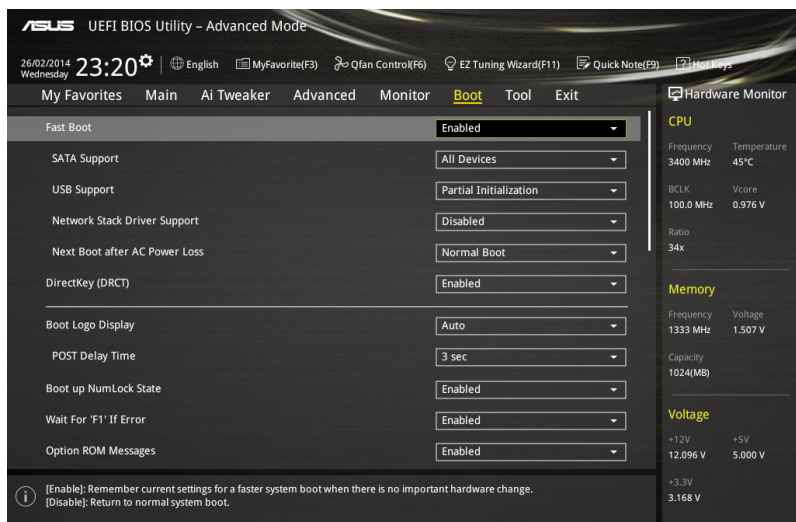 ASUS UEFI BIOS Utility – Advanced Mode
26/02/2014 Wednesday 23:20 English MyFavorite(F3) Qfan Control(F6) EZ Tuning Wizard(F11) Quick Note(F9) ? Hot Keys
My Favorites Main Ai Tweaker Advanced Monitor Boot Tool Exit
Hardware Monitor
Fast Boot Enabled
SATA Support All Devices
USB Support Partial Initialization
Network Stack Driver Support Disabled
Next Boot after AC Power Loss Normal Boot
DirectKey (DRCT) Enabled
Boot Logo Display Auto
POST Delay Time 3 sec
Boot up NumLock State Enabled
Wait For 'F1' If Error Enabled
Option ROM Messages Enabled
[Enable]: Remember current settings for a faster system boot when there is no important hardware change.
[Disable]: Return to normal system boot.
CPU
Frequency Temperature
3400 MHz 45°C
BCLK Vcore
100.0 MHz 0.976 V
Ratio
34x
Memory
Frequency Voltage
1333 MHz 1.507 V
Capacity
1024(MB)
Voltage
+12V +5V
12.096 V 5.000 V
+3.3V
3.168 V